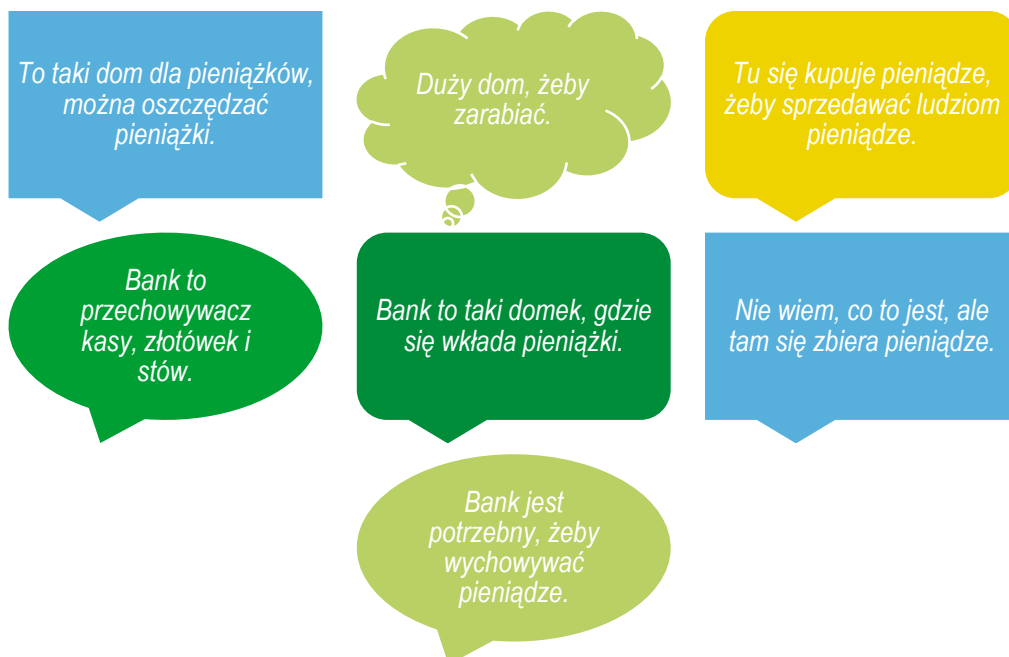 To taki dom dla pieniążków,
można oszczędzać
pieniążki.
Duży dom, żeby
zarabiać.
Tu się kupuje pieniądze,
żeby sprzedawać ludziom
pieniądze.
Bank to
przechowywacz
kasy, złotówek i
stów.
Bank to taki domek, gdzie
się wkłada pieniążki.
Nie wiem, co to jest, ale
tam się zbiera pieniądze.
Bank jest
potrzebny, żeby
wychowywać
pieniądze.